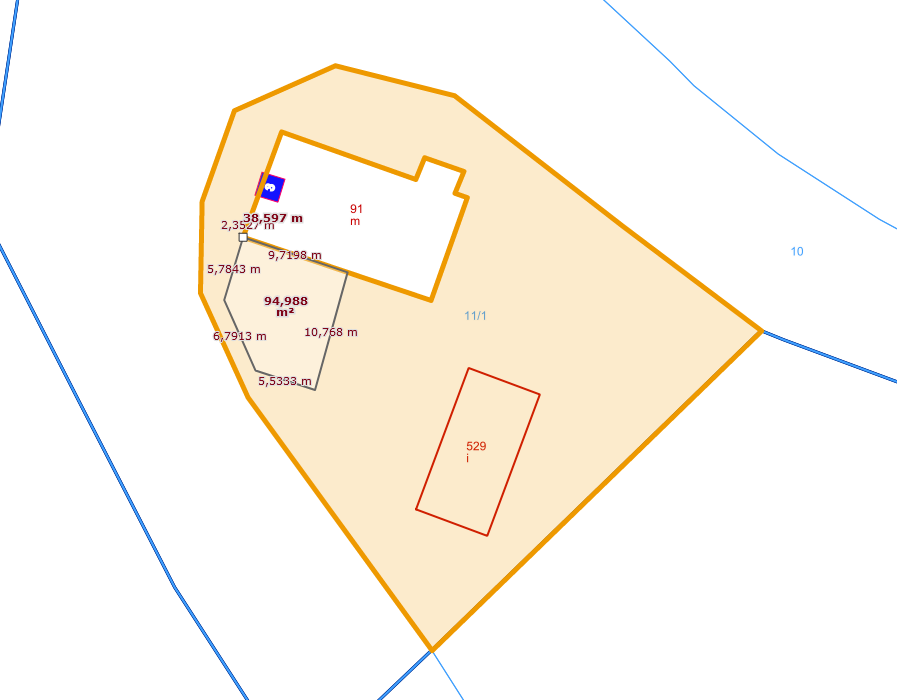 3
91
m
38,597 m
2,3527 m
10
9,7198 m
5,7843 m
94,988
m²
11/1
10,768 m
6,7913 m
5,5333 m
529
i